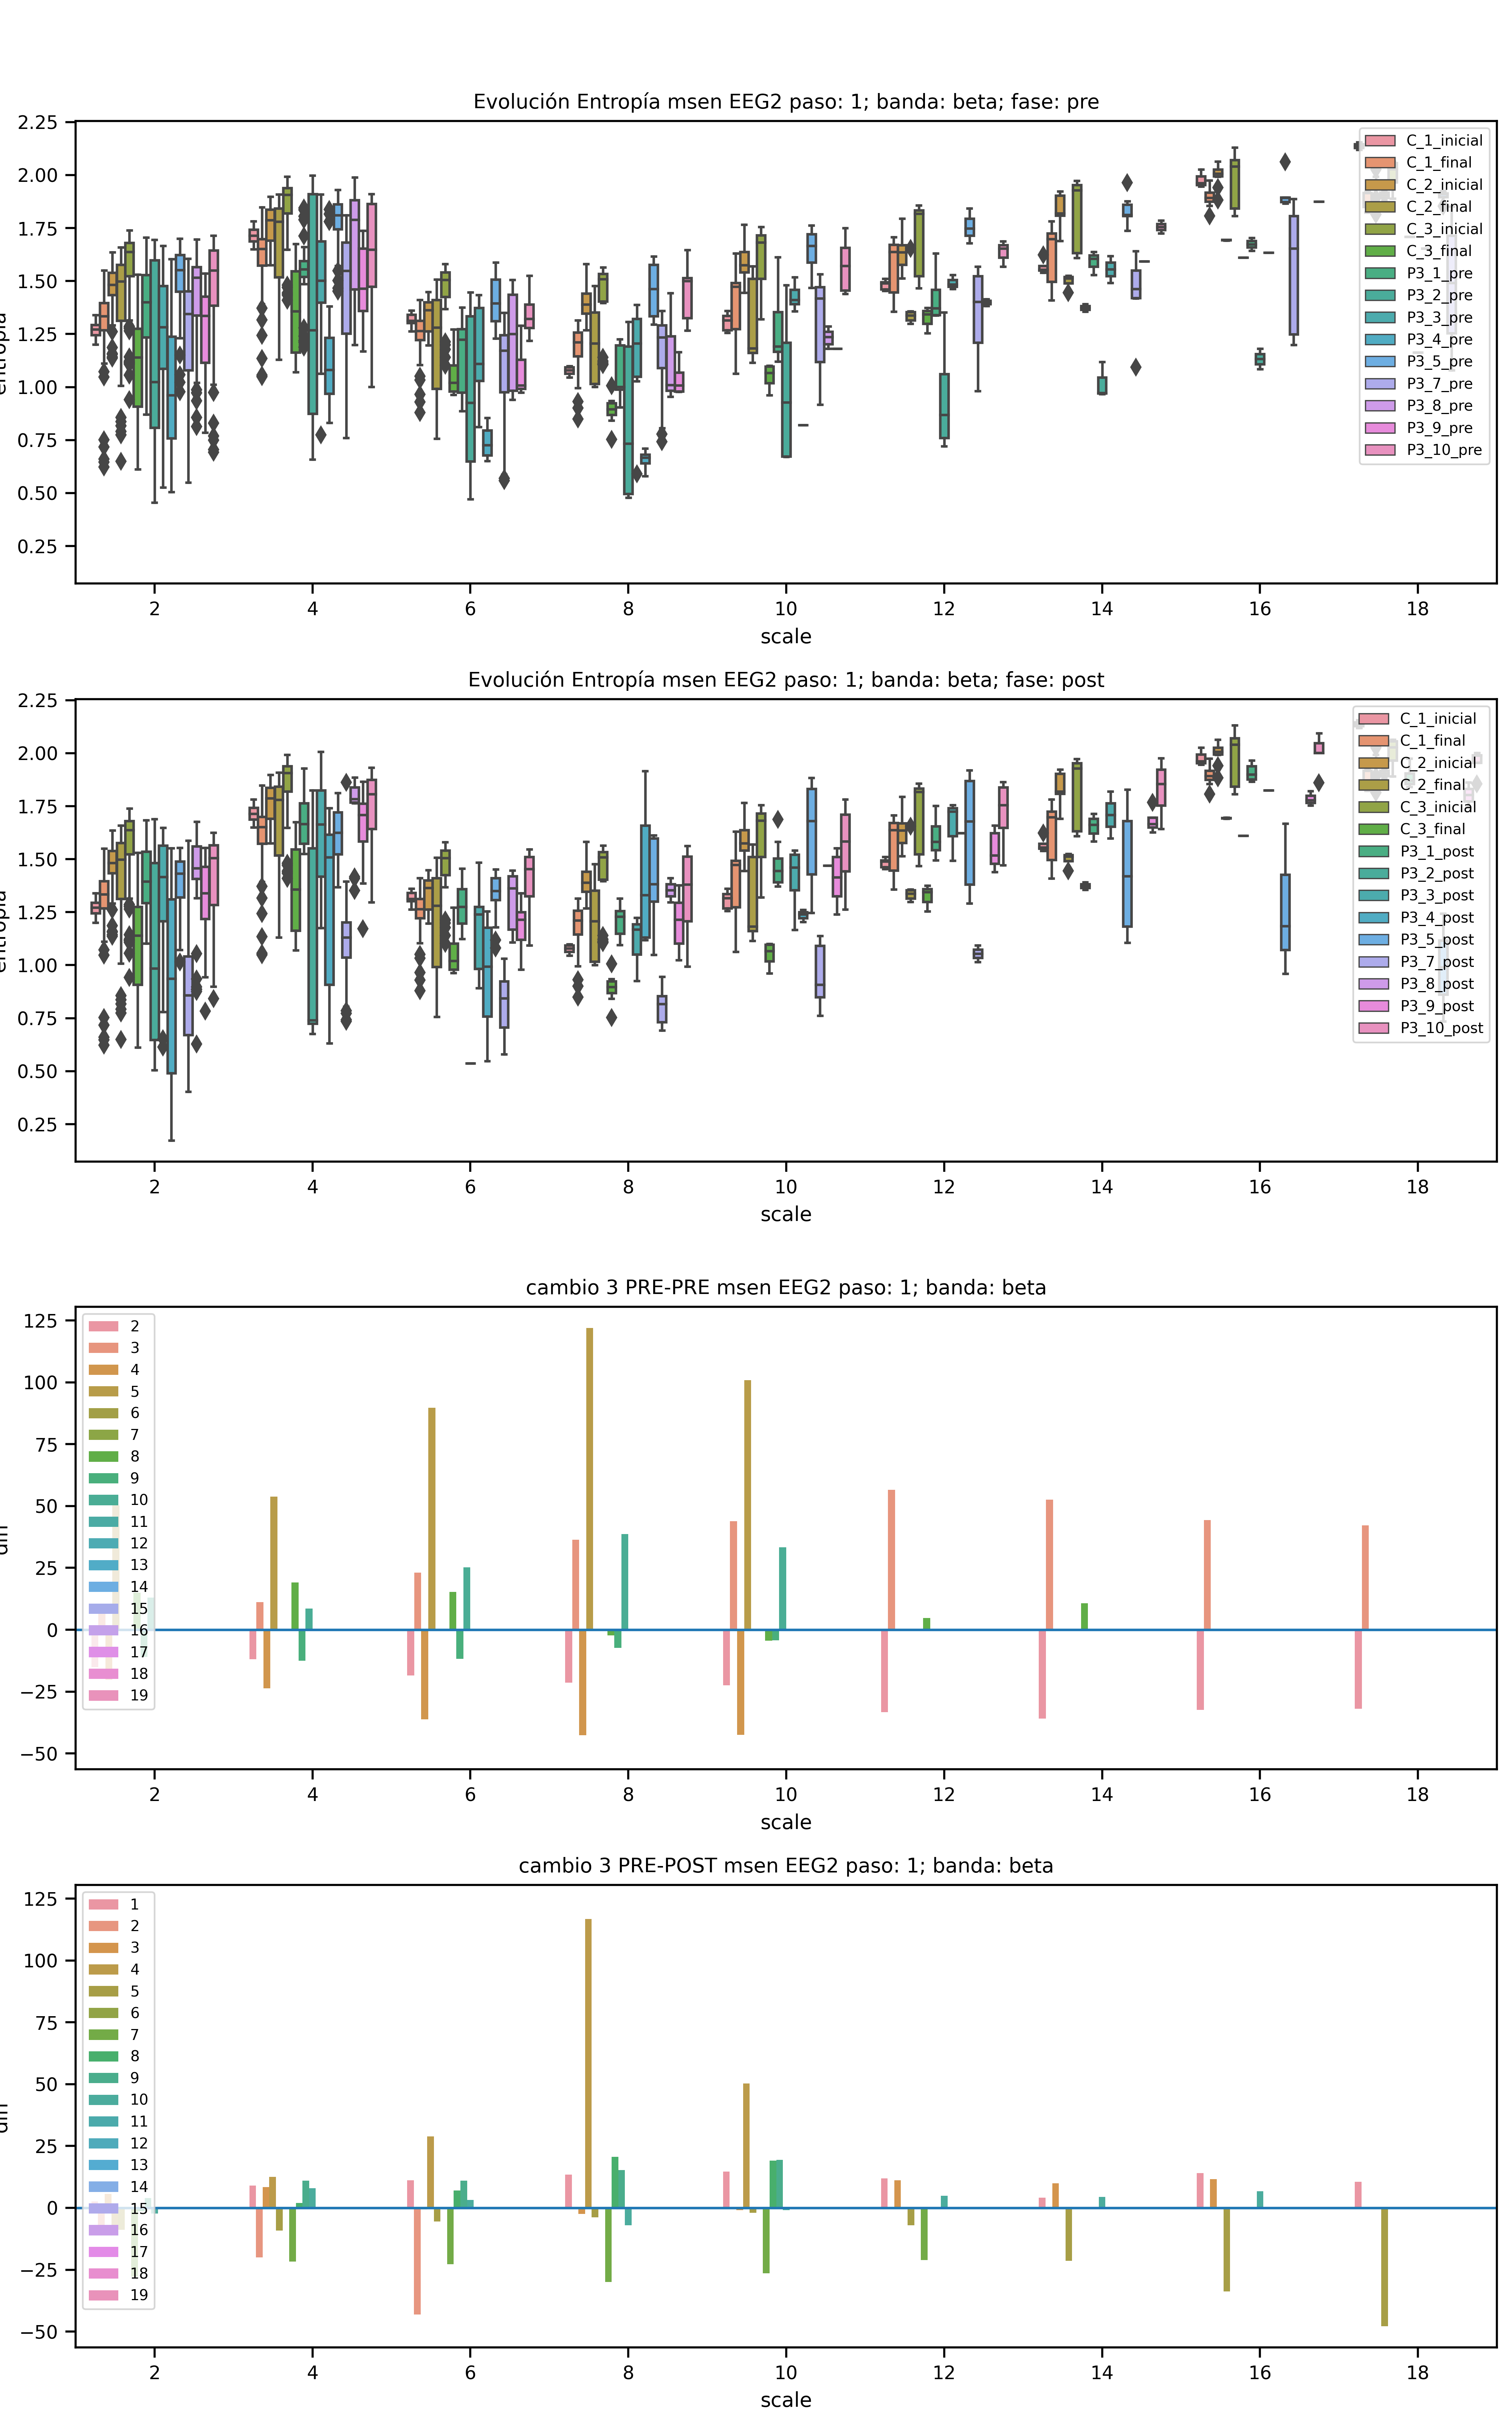 Evolución Entropía msen EEG2 paso: 1; banda: beta; fase: pre
2.25
2.00
1.75
1.50
1.25
1.00
0.75
0.50
0.25
C_1_inicial
C_1_final
C_2_inicial
C_2_final
C_3_inicial
C_3_final
P3_1_pre
P3_2_pre
P3_3_pre
P3_4_pre
P3_5_pre
P3_7_pre
P3_8_pre
P3_9_pre
P3_10_pre
2 4 6 8 10 12 14 16 18
scale
Evolución Entropía msen EEG2 paso: 1; banda: beta; fase: post
2.25
2.00
1.75
1.50
1.25
1.00
0.75
0.50
0.25
C_1_inicial
C_1_final
C_2_inicial
C_2_final
C_3_inicial
C_3_final
P3_1_post
P3_2_post
P3_3_post
P3_4_post
P3_5_post
P3_7_post
P3_8_post
P3_9_post
P3_10_post
2 4 6 8 10 12 14 16 18
scale
cambio 3 PRE-PRE msen EEG2 paso: 1; banda: beta
125
100
75
50
25
0
−25
−50
2
3
4
5
6
7
8
9
10
11
12
13
14
15
16
17
18
19
2 4 6 8 10 12 14 16 18
scale
cambio 3 PRE-POST msen EEG2 paso: 1; banda: beta
125
100
75
50
25
0
−25
−50
1
2
3
4
5
6
7
8
9
10
11
12
13
14
15
16
17
18
19
2 4 6 8 10 12 14 16 18
scale